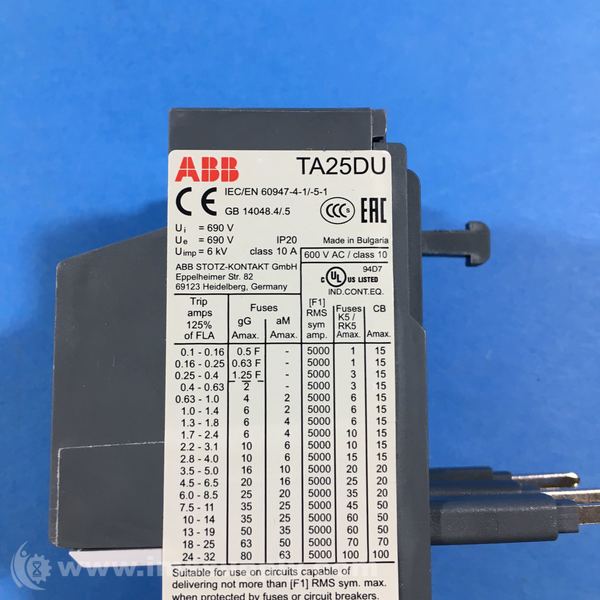 ABB TA25DU
CE IEC/EN 60947-4-1/-5-1
GB 14048.4/.5 CCC EAC
Ui = 690 V
Ue = 690 V IP20 Made in Bulgaria
Uimp = 6 kV class 10 A 600 V AC / class 10
ABB STOTZ-KONTAKT GmbH 94D7
Eppelheimer Str. 82 C UL US LISTED
69123 Heidelberg, Germany IND.CONT.EQ.
Trip amps 125% of FLA Fuses gG Amax. aM Amax. [F1] RMS sym amp. Fuses K5 / RK5 Amax. CB Amax.
0.1 - 0.16 0.5 F - 5000 1 15
0.16 - 0.25 0.63 F - 5000 1 15
0.25 - 0.4 1.25 F - 5000 3 15
0.4 - 0.63 2 - 5000 3 15
0.63 - 1.0 4 2 5000 6 15
1.0 - 1.4 6 2 5000 6 15
1.3 - 1.8 6 4 5000 6 15
1.7 - 2.4 6 4 5000 10 15
2.2 - 3.1 10 6 5000 10 15
2.8 - 4.0 10 6 5000 15 15
3.5 - 5.0 16 10 5000 20 20
4.5 - 6.5 20 16 5000 25 20
6.0 - 8.5 25 20 5000 35 20
7.5 - 11 35 25 5000 45 50
10 - 14 35 25 5000 60 50
13 - 19 50 35 5000 60 50
18 - 25 63 50 5000 70 70
24 - 32 80 63 5000 100 100
Suitable for use on circuits capable of
delivering not more than [F1] RMS sym. max.
when protected by fuses or circuit breakers.